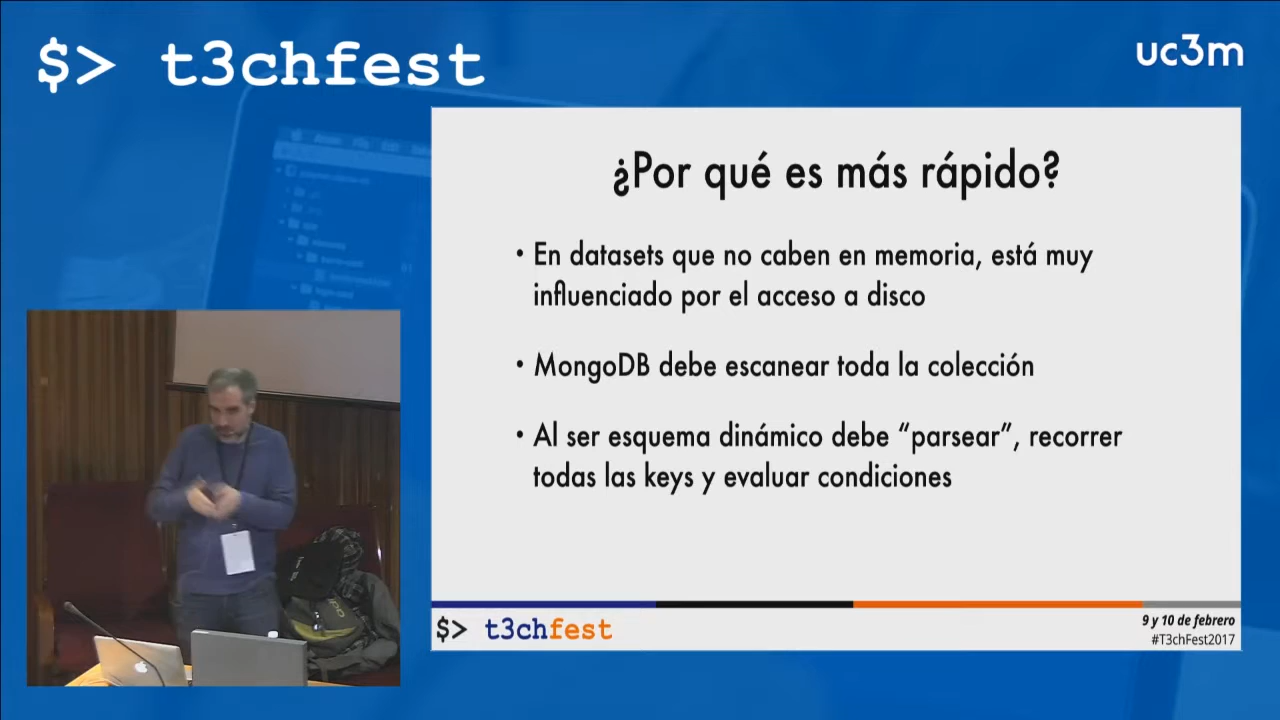 $> t3chfest
uc3m
¿Por qué es más rápido?
• En datasets que no caben en memoria, está muy
influenciado por el acceso a disco
• MongoDB debe escanear toda la colección
• Al ser esquema dinámico debe “parsear”, recorrer
todas las keys y evaluar condiciones
$> t3chfest
9 y 10 de febrero
#T3chFest2017